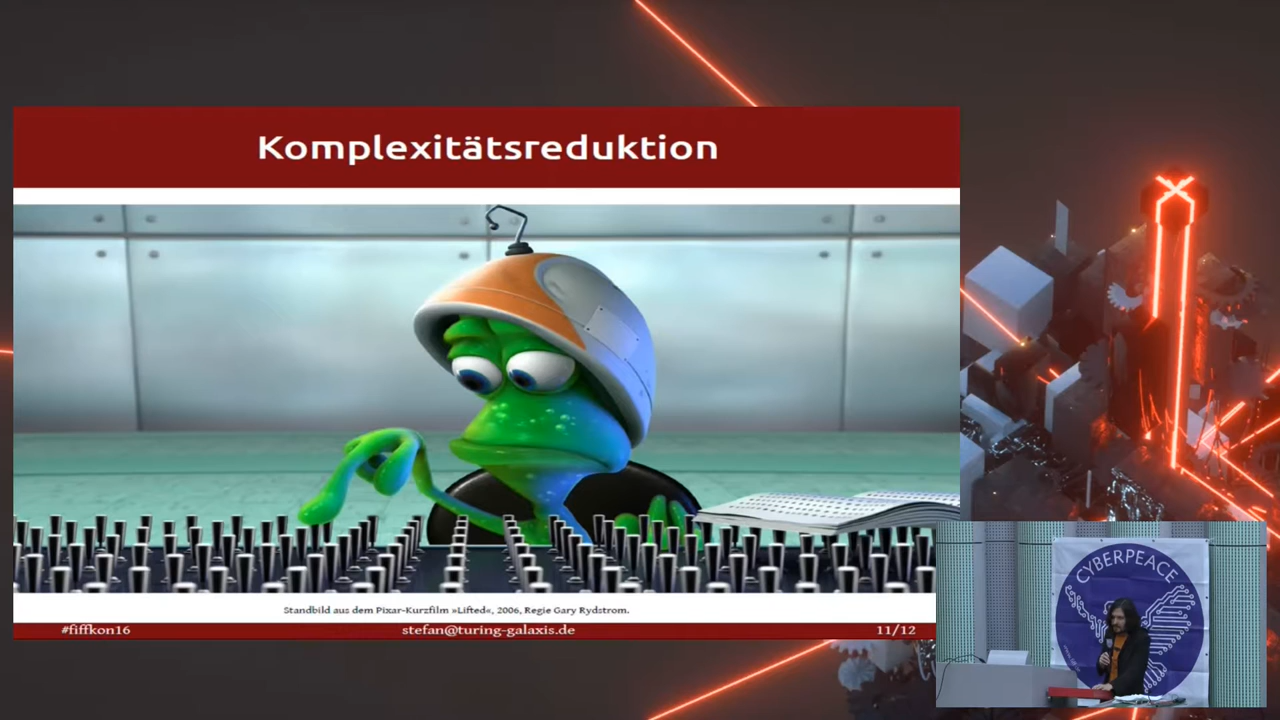 Komplexitätsreduktion
Standbild aus dem Pixar-Kurzfilm »Lifted«, 2006, Regie Gary Rydstrom.
#fiffkon16
stefan@turing-galaxis.de
11/12
CYBERPEACE